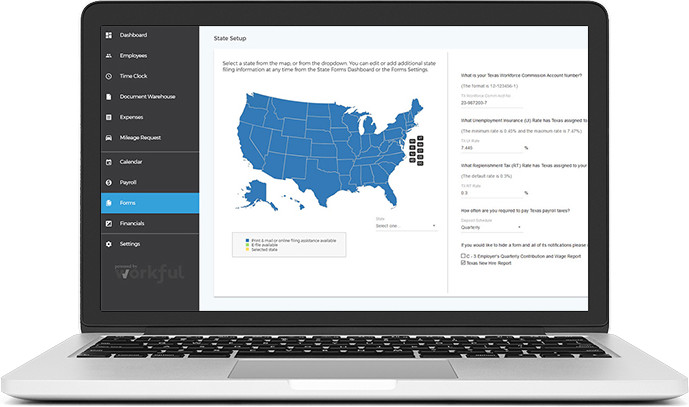 Dashboard
Employees
Time Clock
Document Warehouse
Expenses
Mileage Request
Calendar
Payroll
Forms
Financials
Settings
powered by
Workful
State Setup
Select a state from the map, or from the dropdown. You can edit or add additional state
filing information at any time from the State Forms Dashboard or the Forms Settings.
State
Select one
Print & mail or online filing assistance available
E file available
Selected state
What is your Texas Workforce Commission Account Number?
(The format is 12-123456-1)
What Unemployment Insurance (UI) Rate has Texas assigned to
(The minimum rate is 0.45% and the maximum rate is 7.47%)
TX UI Rate
7.445 %
What Replenishment Tax (RT) Rate has Texas assigned to your
(The default rate is 0.3%)
TX RT Rate
0.3 %
How often are you required to pay Texas payroll taxes?
Deposit Schedule
Quarterly
If you would like to hide a form and all of its notifications please
C - 3 Employer's Quarterly Contribution and Wage Report
Texas New Hire Report